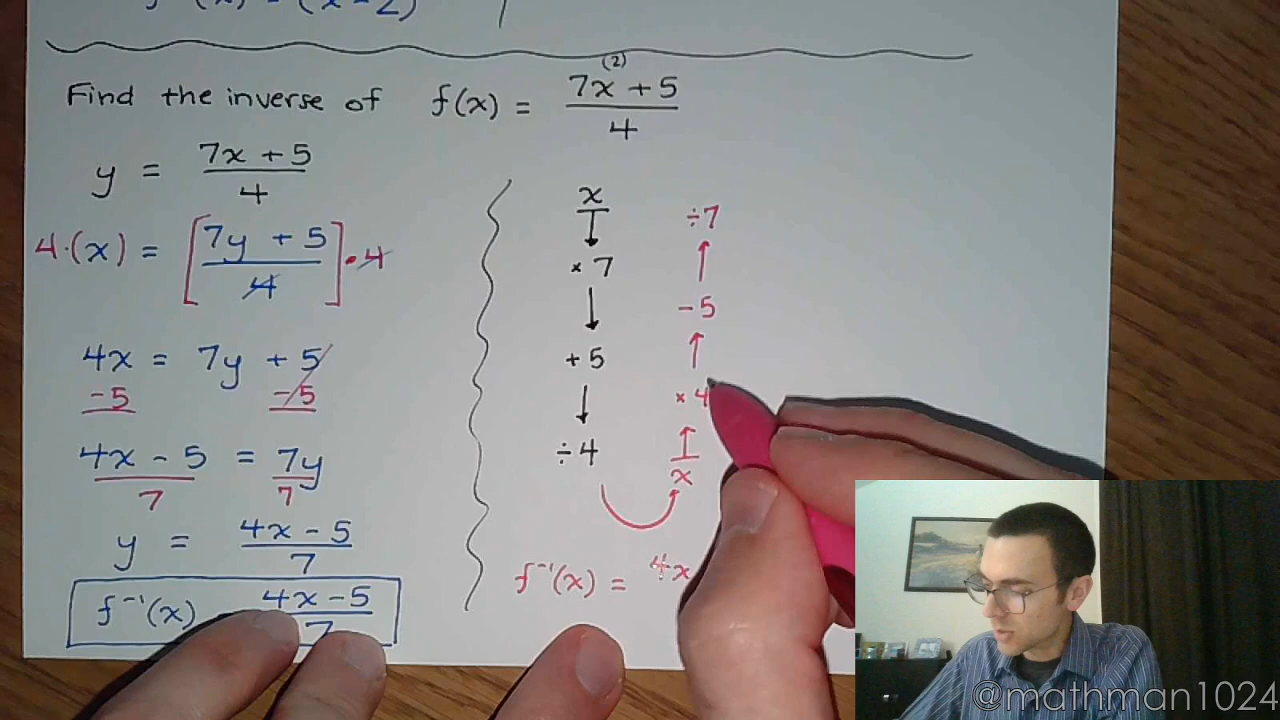 Find the inverse of f(x) = 7x + 5 / 4
(2)
y = 7x + 5 / 4
4·(x) = [7y + 5 / 4] · 4
4x = 7y + 5
-5 -5
4x - 5 / 7 = 7y / 7
y = 4x - 5 / 7
f⁻¹(x) 4x - 5 / 7
x
× 7
+ 5
÷ 4
÷ 7
- 5
× 4
x
f⁻¹(x) = 4x
@mathman1024